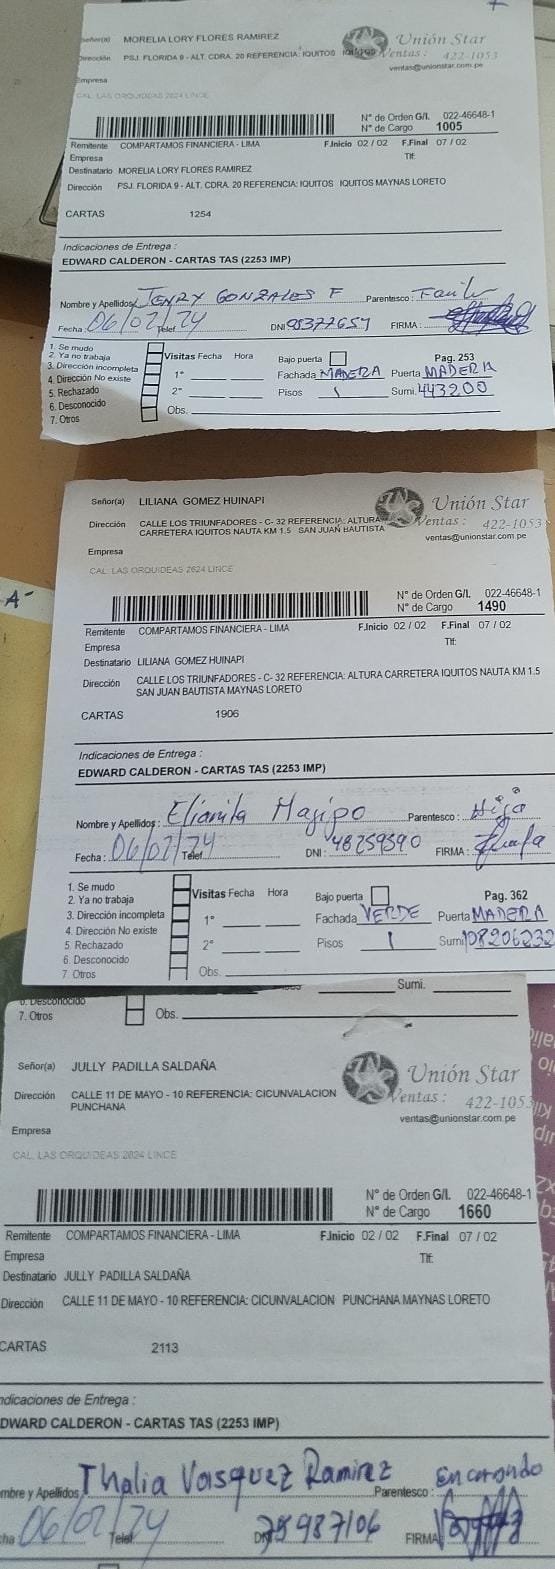 Señor(a) MORELIA LORY FLORES RAMIREZ
Unión Star
Dirección PSJ. FLORIDA 9 - ALT. CDRA. 20 REFERENCIA: IQUITOS IQUITOS
Ventas: 422-1053
ventas@unionstar.com.pe
Empresa
CAL. LAS ORQUIDEAS 2624 LINCE
N° de Orden G/I. 022-46648-1
N° de Cargo 1005
Remitente COMPARTAMOS FINANCIERA - LIMA F.Inicio 02 / 02 F.Final 07 / 02
Empresa Tlf:
Destinatario MORELIA LORY FLORES RAMIREZ
Dirección PSJ. FLORIDA 9 - ALT. CDRA. 20 REFERENCIA: IQUITOS IQUITOS MAYNAS LORETO
CARTAS 1254
Indicaciones de Entrega :
EDWARD CALDERON - CARTAS TAS (2253 IMP)
Nombre y Apellidos: JENRY GONZALES F Parentesco :
Fecha : 06/02/24 Telef. DNI FIRMA :
1. Se mudo
2. Ya no trabaja Visitas Fecha Hora Bajo puerta Pag. 253
3. Dirección incompleta 1° Fachada MADERA Puerta MADERA
4. Dirección No existe
5. Rechazado 2° Pisos 1 Sumi. 443200
6. Desconocido Obs.
7. Otros
Señor(a) LILIANA GOMEZ HUINAPI
Unión Star
Dirección CALLE LOS TRIUNFADORES - C- 32 REFERENCIA: ALTURA
CARRETERA IQUITOS NAUTA KM 1.5 SAN JUAN BAUTISTA
Ventas : 422-1053
ventas@unionstar.com.pe
Empresa
CAL. LAS ORQUIDEAS 2624 LINCE
N° de Orden G/I. 022-46648-1
N° de Cargo 1490
Remitente COMPARTAMOS FINANCIERA - LIMA F.Inicio 02 / 02 F.Final 07 / 02
Empresa Tlf:
Destinatario LILIANA GOMEZ HUINAPI
Dirección CALLE LOS TRIUNFADORES - C- 32 REFERENCIA: ALTURA CARRETERA IQUITOS NAUTA KM 1.5
SAN JUAN BAUTISTA MAYNAS LORETO
CARTAS 1906
Indicaciones de Entrega :
EDWARD CALDERON - CARTAS TAS (2253 IMP)
Nombre y Apellidos : Elianita Majipo Parentesco : Hija
Fecha : 06/02/24 Telef. DNI : 48259390 FIRMA :
1. Se mudo
2. Ya no trabaja Visitas Fecha Hora Bajo puerta Pag. 362
3. Dirección incompleta 1° Fachada VERDE Puerta MADERA
4. Dirección No existe
5. Rechazado 2° Pisos 1 Sumi. 108206232
6. Desconocido
7. Otros Obs.
Sumi.
6. Desconocido
7. Otros Obs.
Señor(a) JULLY PADILLA SALDAÑA
Unión Star
Dirección CALLE 11 DE MAYO - 10 REFERENCIA: CICUNVALACION
PUNCHANA
Ventas : 422-1053
ventas@unionstar.com.pe
Empresa
CAL. LAS ORQUIDEAS 2624 LINCE
N° de Orden G/I. 022-46648-1
N° de Cargo 1660
Remitente COMPARTAMOS FINANCIERA - LIMA F.Inicio 02 / 02 F.Final 07 / 02
Empresa Tlf:
Destinatario JULLY PADILLA SALDAÑA
Dirección CALLE 11 DE MAYO - 10 REFERENCIA: CICUNVALACION PUNCHANA MAYNAS LORETO
CARTAS 2113
ndicaciones de Entrega :
DWARD CALDERON - CARTAS TAS (2253 IMP)
mbre y Apellidos : Thalia Vasquez Ramirez Parentesco :
cha 06/02/24 Telef. DNI 75987106 FIRMA